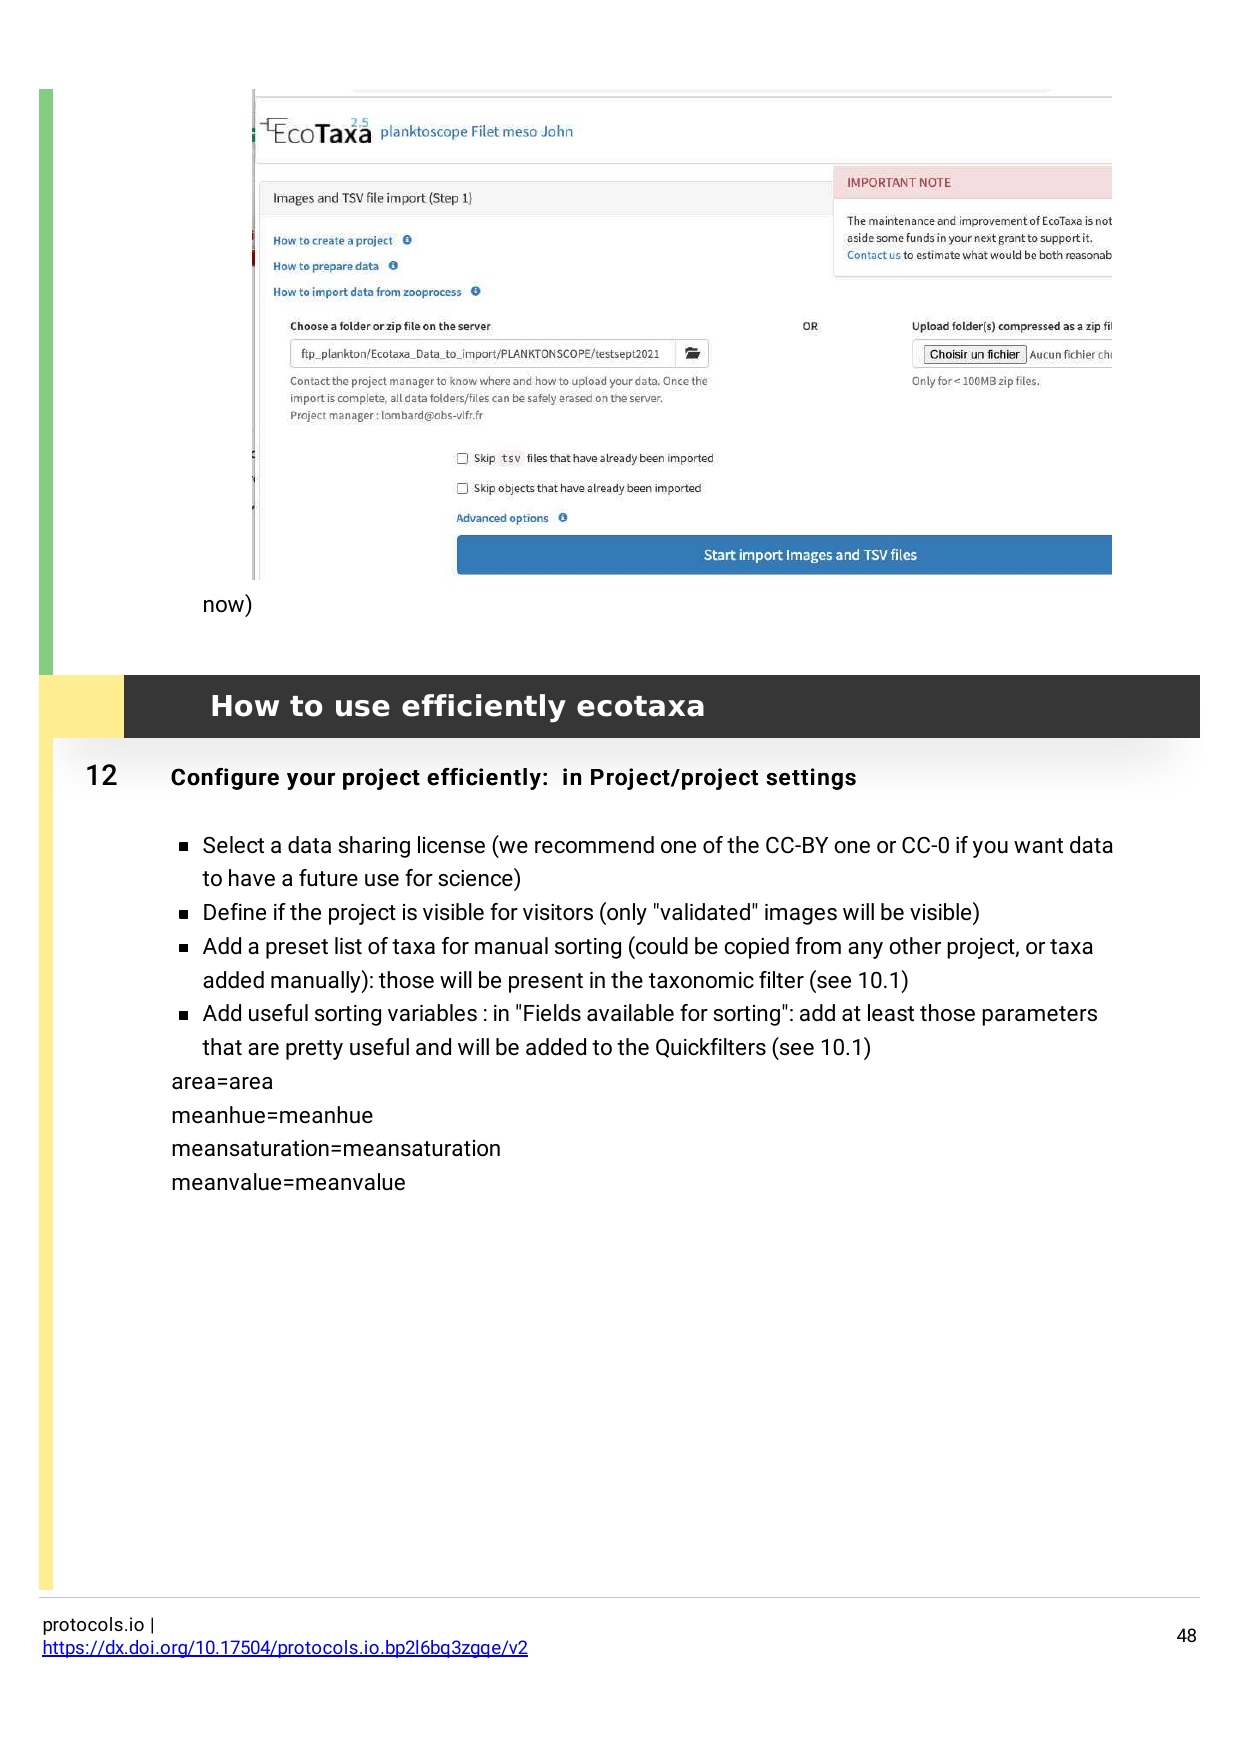 EcoTaxa 2.5 planktoscope Filet meso John
IMPORTANT NOTE
Images and TSV file import (Step 1)
The maintenance and improvement of EcoTaxa is not
aside some funds in your next grant to support it.
Contact us to estimate what would be both reasonab
How to create a project
How to prepare data
How to import data from zooprocess
Choose a folder or zip file on the server
OR
Upload folder(s) compressed as a zip fil
ftp_plankton/Ecotaxa_Data_to_import/PLANKTONSCOPE/testsept2021
Choisir un fichier Aucun fichier cho
Contact the project manager to know where and how to upload your data. Once the
import is complete, all data folders/files can be safely erased on the server.
Project manager : lombard@obs-vlfr.fr
Only for < 100MB zip files.
Skip tsv files that have already been imported
Skip objects that have already been imported
Advanced options
Start import Images and TSV files
now)
How to use efficiently ecotaxa
12 Configure your project efficiently: in Project/project settings
Select a data sharing license (we recommend one of the CC-BY one or CC-0 if you want data
to have a future use for science)
Define if the project is visible for visitors (only "validated" images will be visible)
Add a preset list of taxa for manual sorting (could be copied from any other project, or taxa
added manually): those will be present in the taxonomic filter (see 10.1)
Add useful sorting variables : in "Fields available for sorting": add at least those parameters
that are pretty useful and will be added to the Quickfilters (see 10.1)
area=area
meanhue=meanhue
meansaturation=meansaturation
meanvalue=meanvalue
protocols.io |
https://dx.doi.org/10.17504/protocols.io.bp2l6bq3zgqe/v2
48